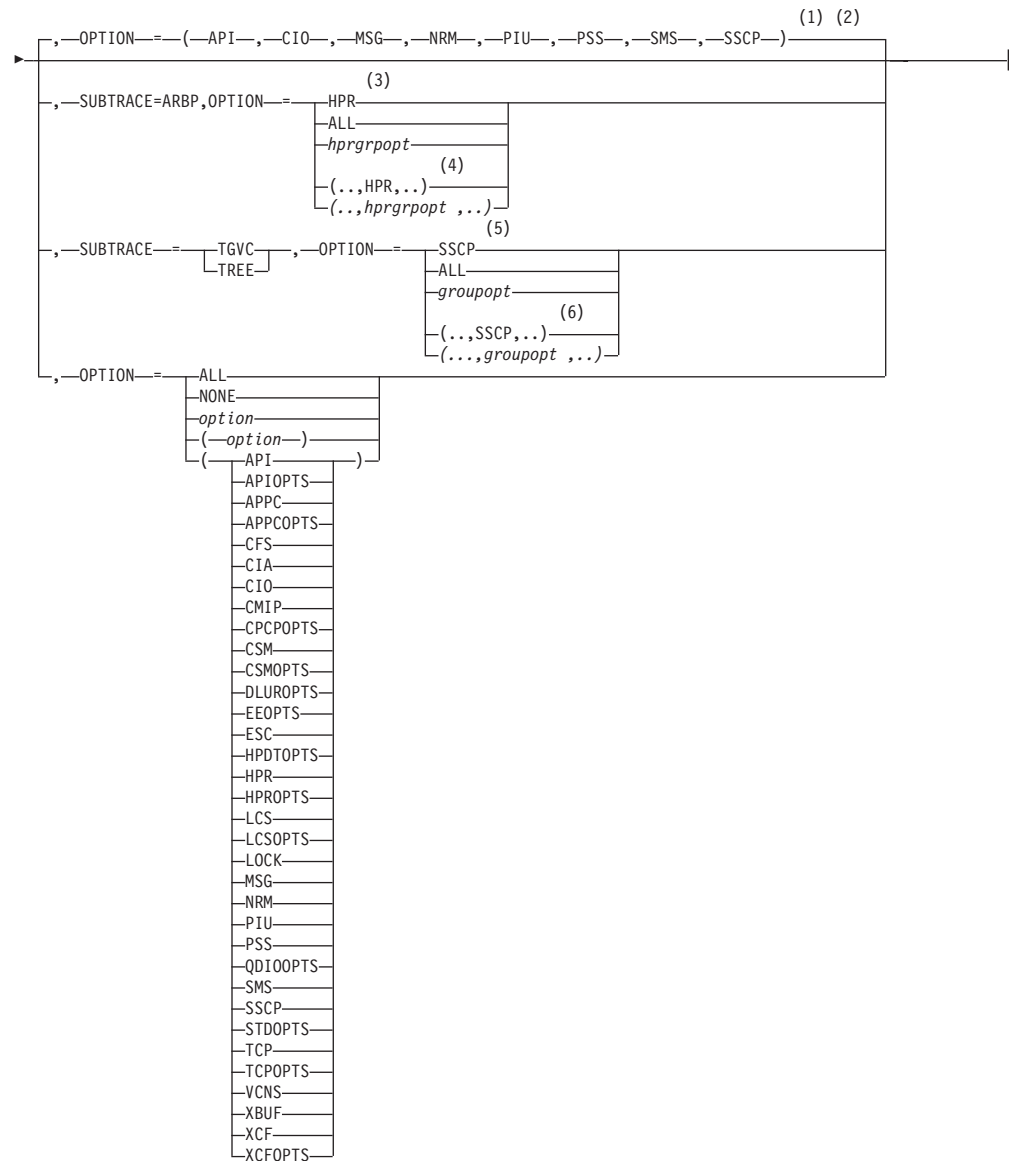 (1) (2)
, OPTION = ( API , CIO , MSG , NRM , PIU , PSS , SMS , SSCP )
(3)
, SUBTRACE=ARBP,OPTION = HPR
ALL
hprgrpopt
(4)
(..,HPR,..)
(..,hprgrpopt ,..)
(5)
, SUBTRACE = TGVC , OPTION = SSCP
TREE ALL
groupopt
(6)
(..,SSCP,..)
(...,groupopt ,..)
, OPTION = ALL
NONE
option
( option )
( API )
APIOPTS
APPC
APPCOPTS
CFS
CIA
CIO
CMIP
CPCPOPTS
CSM
CSMOPTS
DLUROPTS
EEOPTS
ESC
HPDTOPTS
HPR
HPROPTS
LCS
LCSOPTS
LOCK
MSG
NRM
PIU
PSS
QDIOOPTS
SMS
SSCP
STDOPTS
TCP
TCPOPTS
VCNS
XBUF
XCF
XCFOPTS